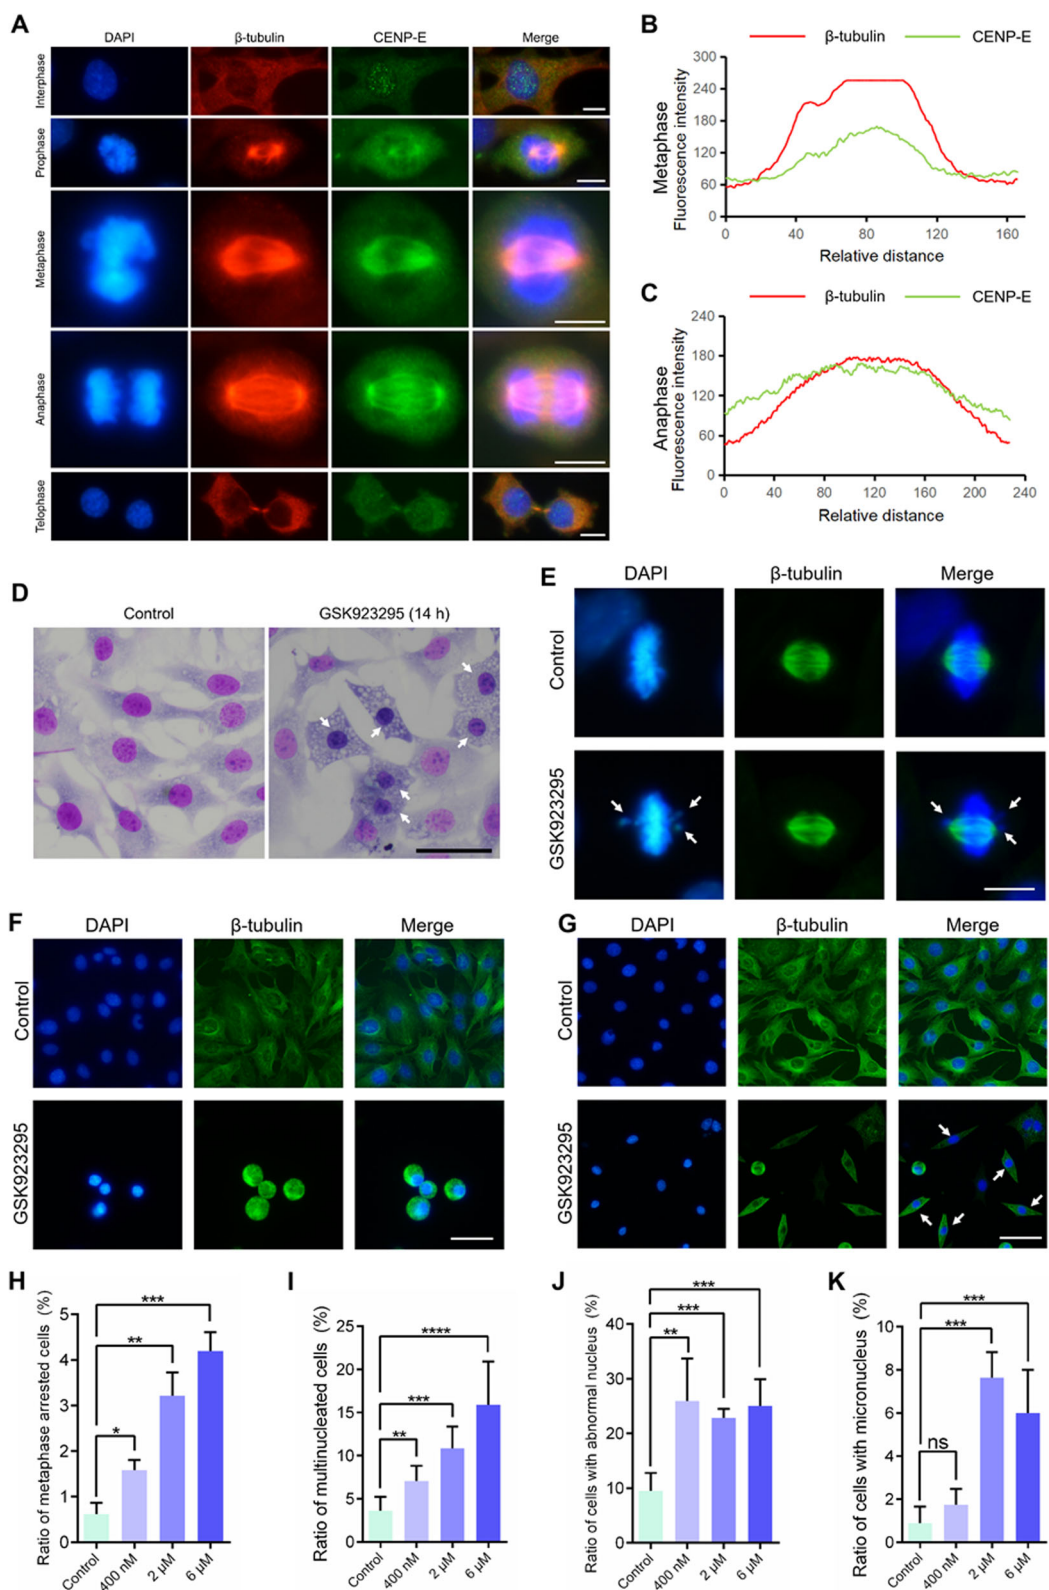 A
DAPI
β-tubulin
CENP-E
Merge
Interphase
Prophase
Metaphase
Anaphase
Telophase
B
β-tubulin
CENP-E
Metaphase
Fluorescence intensity
300
240
180
120
60
0
0 40 80 120 160
Relative distance
C
β-tubulin
CENP-E
Anaphase
Fluorescence intensity
240
180
120
60
0
0 40 80 120 160 200 240
Relative distance
D
Control
GSK923295 (14 h)
E
DAPI
β-tubulin
Merge
Control
GSK923295
F
DAPI
β-tubulin
Merge
Control
GSK923295
G
DAPI
β-tubulin
Merge
Control
GSK923295
H
Ratio of metaphase arrested cells (%)
5
4
3
2
1
0
***
**
*
Control 400 nM 2 μM 6 μM
I
Ratio of multinucleated cells (%)
25
20
15
10
5
0
****
***
**
Control 400 nM 2 μM 6 μM
J
Ratio of cells with abnormal nucleus (%)
40
30
20
10
0
***
***
**
Control 400 nM 2 μM 6 μM
K
Ratio of cells with micronucleus (%)
10
8
6
4
2
0
***
***
ns
Control 400 nM 2 μM 6 μM